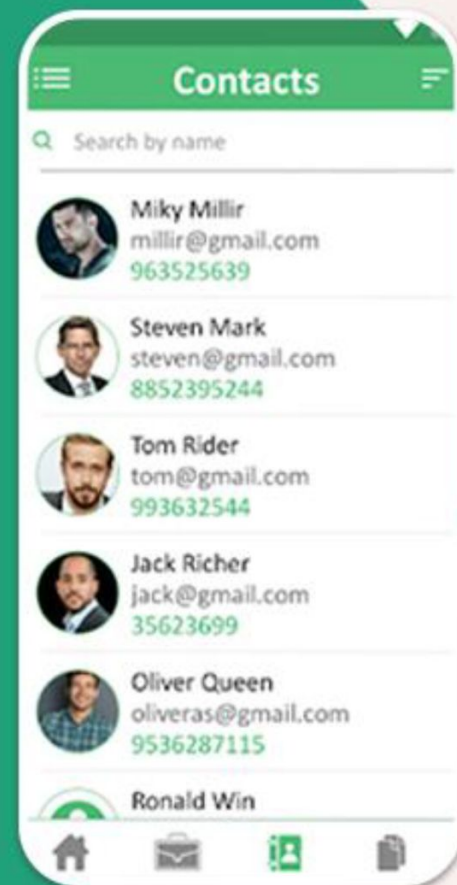 Contacts
Search by name
Miky Millir
millir@gmail.com
963525639
Steven Mark
steven@gmail.com
8852395244
Tom Rider
tom@gmail.com
993632544
Jack Richer
jack@gmail.com
35623699
Oliver Queen
oliveras@gmail.com
9536287115
Ronald Win